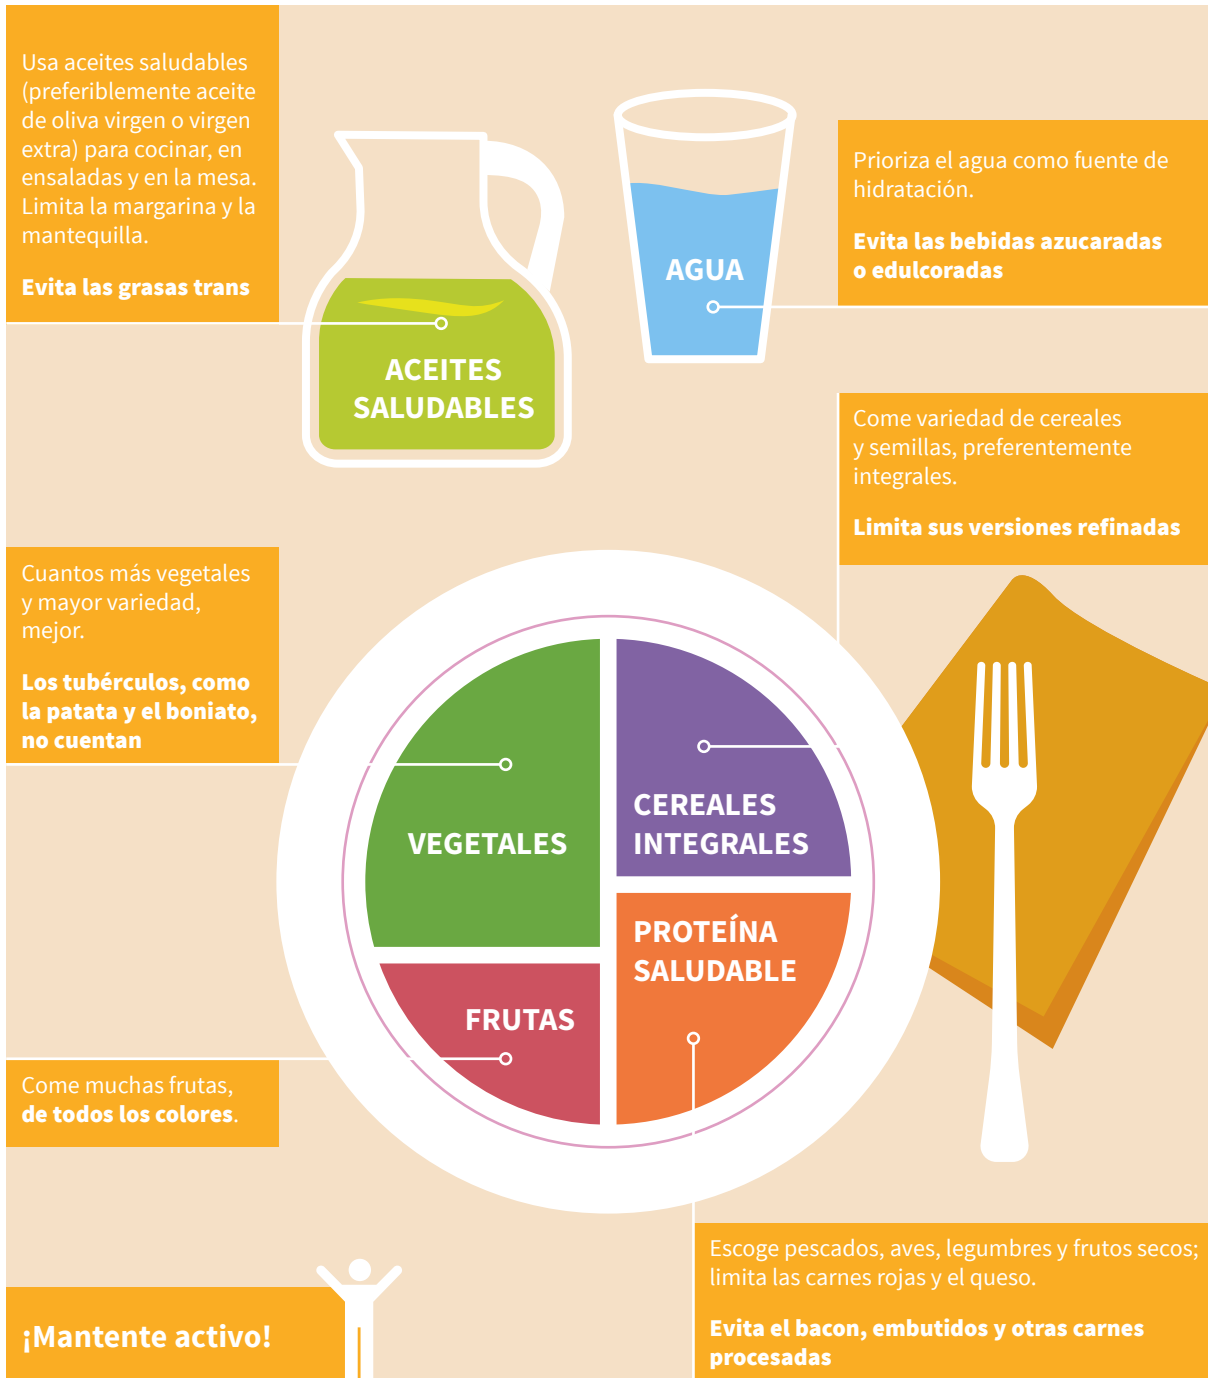 Usa aceites saludables
(preferiblemente aceite
de oliva virgen o virgen
extra) para cocinar, en
ensaladas y en la mesa.
Limita la margarina y la
mantequilla.
Evita las grasas trans
ACEITES
SALUDABLES
AGUA
Prioriza el agua como fuente de
hidratación.
Evita las bebidas azucaradas
o edulcoradas
Come variedad de cereales
y semillas, preferentemente
integrales.
Limita sus versiones refinadas
Cuantos más vegetales
y mayor variedad,
mejor.
Los tubérculos, como
la patata y el boniato,
no cuentan
VEGETALES
CEREALES
INTEGRALES
PROTEÍNA
SALUDABLE
FRUTAS
Come muchas frutas,
de todos los colores.
Escoge pescados, aves, legumbres y frutos secos;
limita las carnes rojas y el queso.
Evita el bacon, embutidos y otras carnes
procesadas
¡Mantente activo!